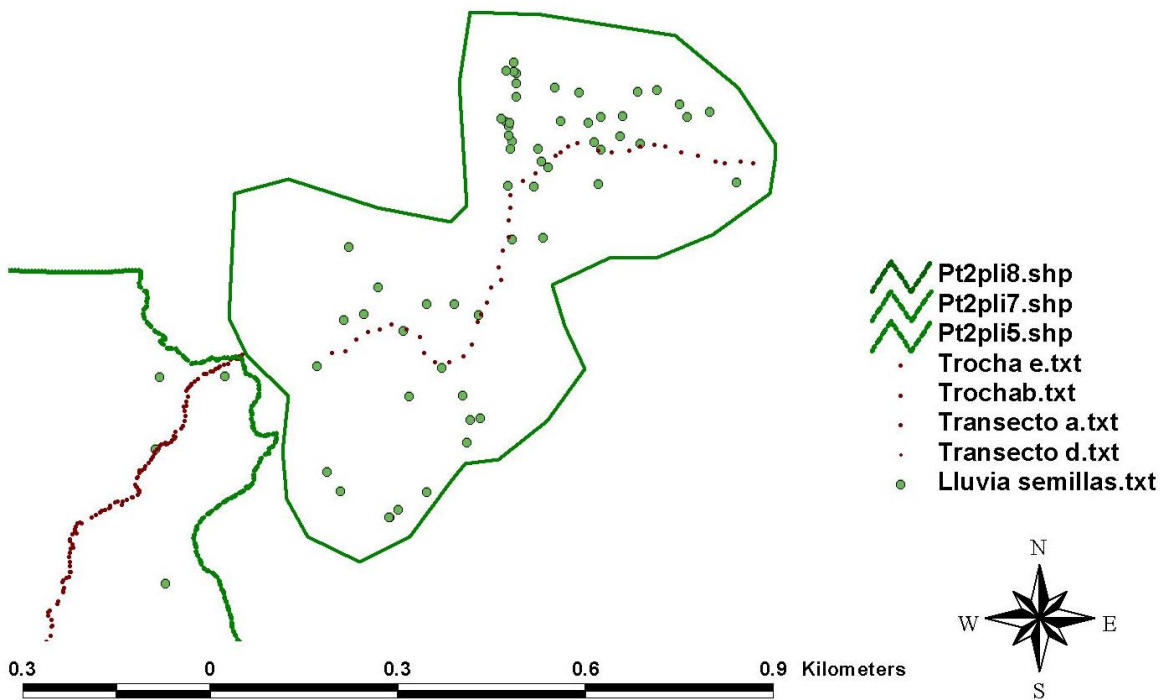 Pt2pli8.shp
Pt2pli7.shp
Pt2pli5.shp
Trocha e.txt
Trochab.txt
Transecto a.txt
Transecto d.txt
Lluvia semillas.txt
N
W E
S
0.3 0 0.3 0.6 0.9 Kilometers